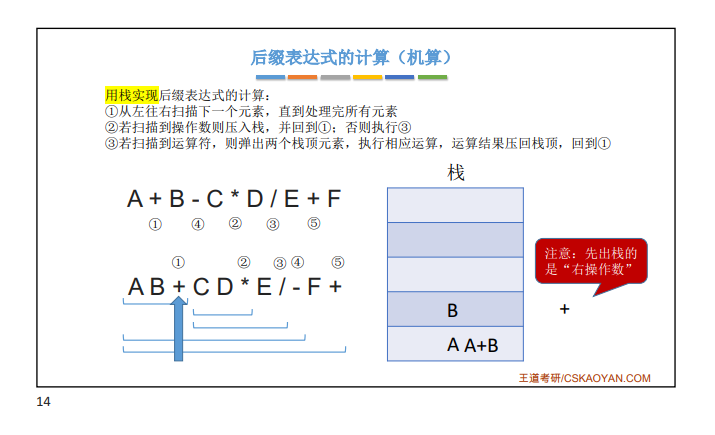 后缀表达式的计算（机算）
用栈实现后缀表达式的计算：
①从左往右扫描下一个元素，直到处理完所有元素
②若扫描到操作数则压入栈，并回到①；否则执行③
③若扫描到运算符，则弹出两个栈顶元素，执行相应运算，运算结果压回栈顶，回到①
栈
A + B - C * D / E + F
① ④ ② ③ ⑤
① ② ③ ④ ⑤
A B + C D * E / - F +
注意：先出栈的
是“右操作数”
B
+
A A+B
王道考研/CSKAOYAN.COM
14